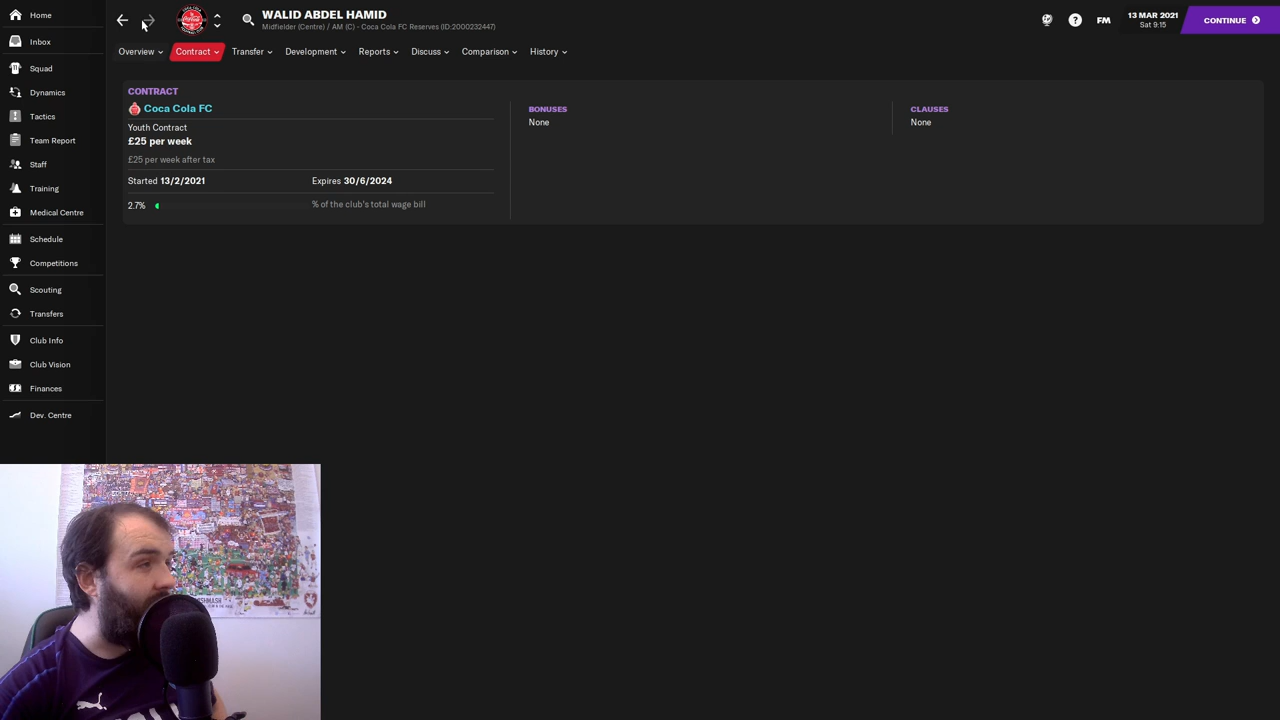 Home
Inbox
Squad
Dynamics
Tactics
Team Report
Staff
Training
Medical Centre
Schedule
Competitions
Scouting
Transfers
Club Info
Club Vision
Finances
Dev. Centre
WALID ABDEL HAMID
Midfielder (Centre) / AM (C) - Coca Cola FC Reserves (ID:2000232447)
? FM 13 MAR 2021
Sat 9:15
CONTINUE
Overview Contract Transfer Development Reports Discuss Comparison History
CONTRACT
Coca Cola FC
Youth Contract
£25 per week
£25 per week after tax
Started 13/2/2021 Expires 30/6/2024
2.7% % of the club's total wage bill
BONUSES
None
CLAUSES
None